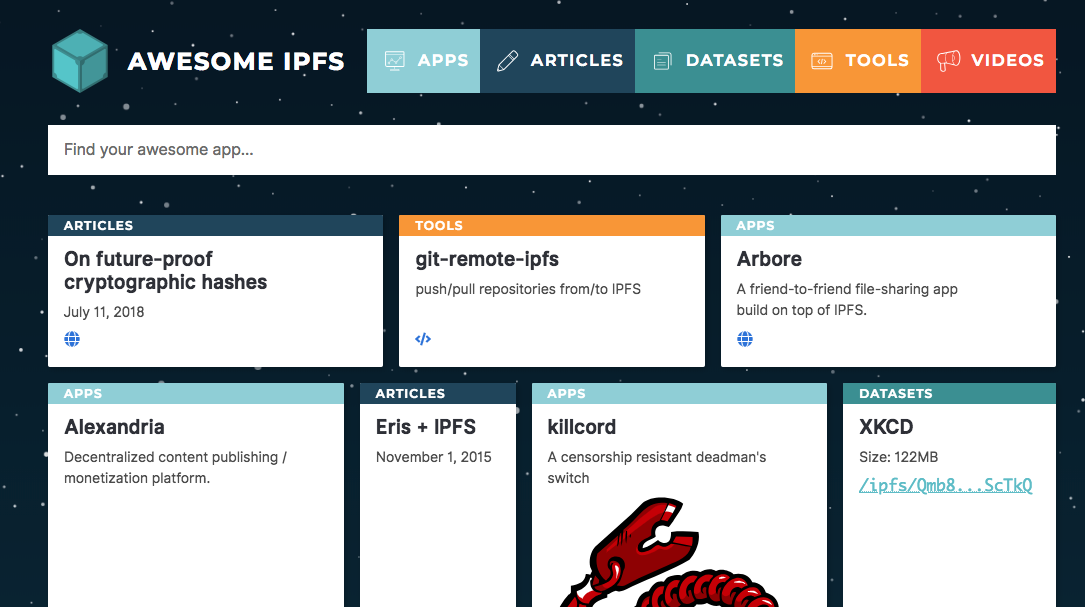 AWESOME IPFS
APPS
ARTICLES
DATASETS
TOOLS
VIDEOS
Find your awesome app...
ARTICLES
On future-proof
cryptographic hashes
July 11, 2018
TOOLS
git-remote-ipfs
push/pull repositories from/to IPFS
</>
APPS
Arbore
A friend-to-friend file-sharing app
build on top of IPFS.
APPS
Alexandria
Decentralized content publishing /
monetization platform.
ARTICLES
Eris + IPFS
November 1, 2015
APPS
killcord
A censorship resistant deadman's
switch
DATASETS
XKCD
Size: 122MB
/ipfs/Qmb8...ScTkQ